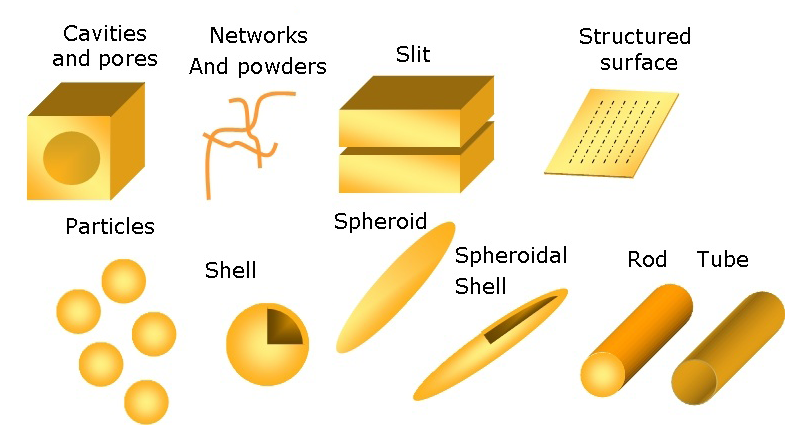 Cavities
and pores
Networks
And powders
Slit
Structured
surface
Particles
Shell
Spheroid
Spheroidal
Shell
Rod
Tube